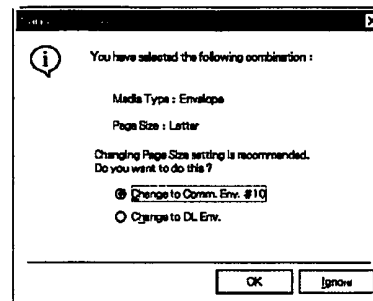 You have selected the following combination :
Media Type : Envelope
Page Size : Letter
Changing Page Size setting is recommended.
Do you want to do this ?
Change to Comm. Env. #10
Change to DL Env.
OK
Ignore